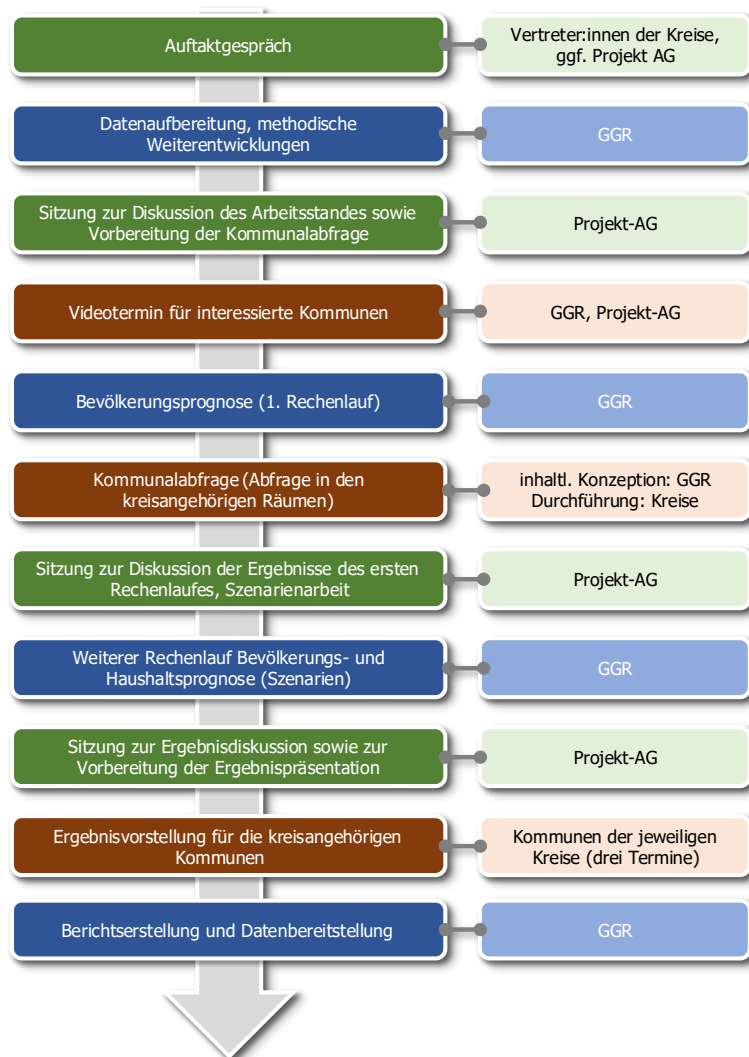 Auftaktgespräch
Vertreter:innen der Kreise,
ggf. Projekt AG
Datenaufbereitung, methodische
Weiterentwicklungen
GGR
Sitzung zur Diskussion des Arbeitsstandes sowie
Vorbereitung der Kommunalabfrage
Projekt-AG
Videotermin für interessierte Kommunen
GGR, Projekt-AG
Bevölkerungsprognose (1. Rechenlauf)
GGR
Kommunalabfrage (Abfrage in den
kreisangehörigen Räumen)
inhaltl. Konzeption: GGR
Durchführung: Kreise
Sitzung zur Diskussion der Ergebnisse des ersten
Rechenlaufes, Szenarienarbeit
Projekt-AG
Weiterer Rechenlauf Bevölkerungs- und
Haushaltsprognose (Szenarien)
GGR
Sitzung zur Ergebnisdiskussion sowie zur
Vorbereitung der Ergebnispräsentation
Projekt-AG
Ergebnisvorstellung für die kreisangehörigen
Kommunen
Kommunen der jeweiligen
Kreise (drei Termine)
Berichtserstellung und Datenbereitstellung
GGR